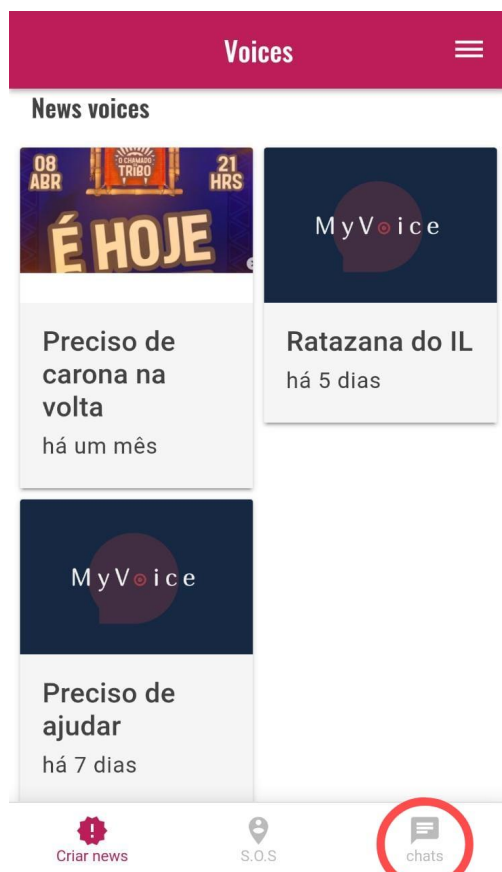 Voices
News voices
08
ABR
O CHAMADO
TRIBO
21
HRS
É HOJE
Preciso de
carona na
volta
há um mês
MyVoice
Ratazana do IL
há 5 dias
MyVoice
Preciso de
ajudar
há 7 dias
Criar news
S.O.S
chats